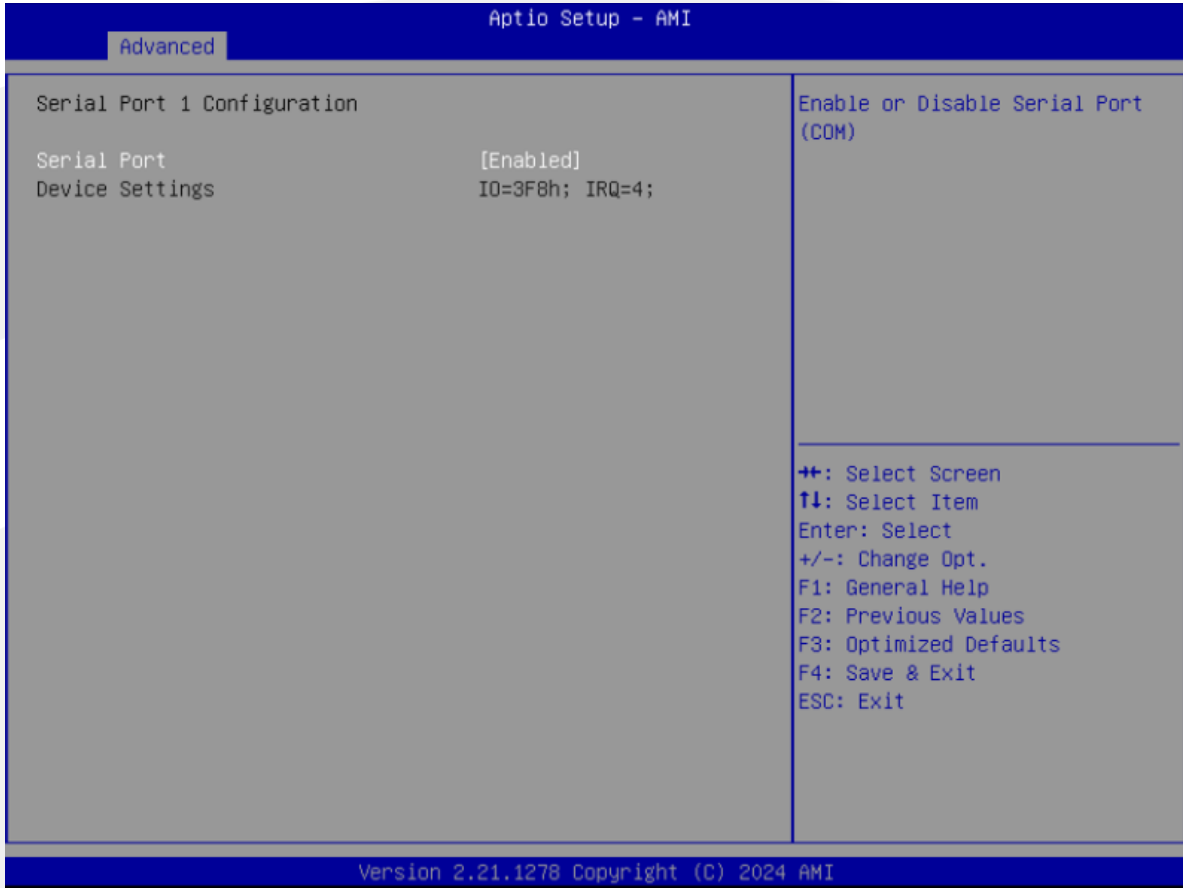 Aptio Setup – AMI
Advanced
Serial Port 1 Configuration
Serial Port [Enabled]
Device Settings IO=3F8h; IRQ=4;
Enable or Disable Serial Port
(COM)
→←: Select Screen
↑↓: Select Item
Enter: Select
+/-: Change Opt.
F1: General Help
F2: Previous Values
F3: Optimized Defaults
F4: Save & Exit
ESC: Exit
Version 2.21.1278 Copyright (C) 2024 AMI